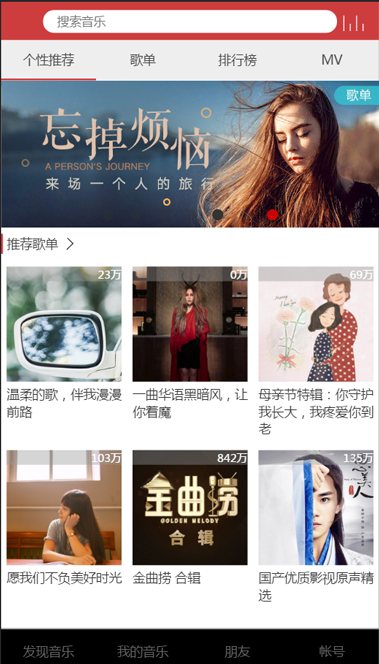 搜索音乐
个性推荐 歌单 排行榜 MV
歌单
忘掉烦恼
A PERSON'S JOURNEY
来场一个人的旅行
推荐歌单
23万 0万 69万
温柔的歌，伴我漫漫前路
一曲华语黑暗风，让你看魔
母亲节特辑：你守护我长大，我疼爱你到老
103万 842万 135万
金曲捞
GOLDEN MELODY
合辑
愿我们不负美好时光
金曲捞 合辑
国产优质影视原声精选
发现音乐 我的音乐 朋友 帐号